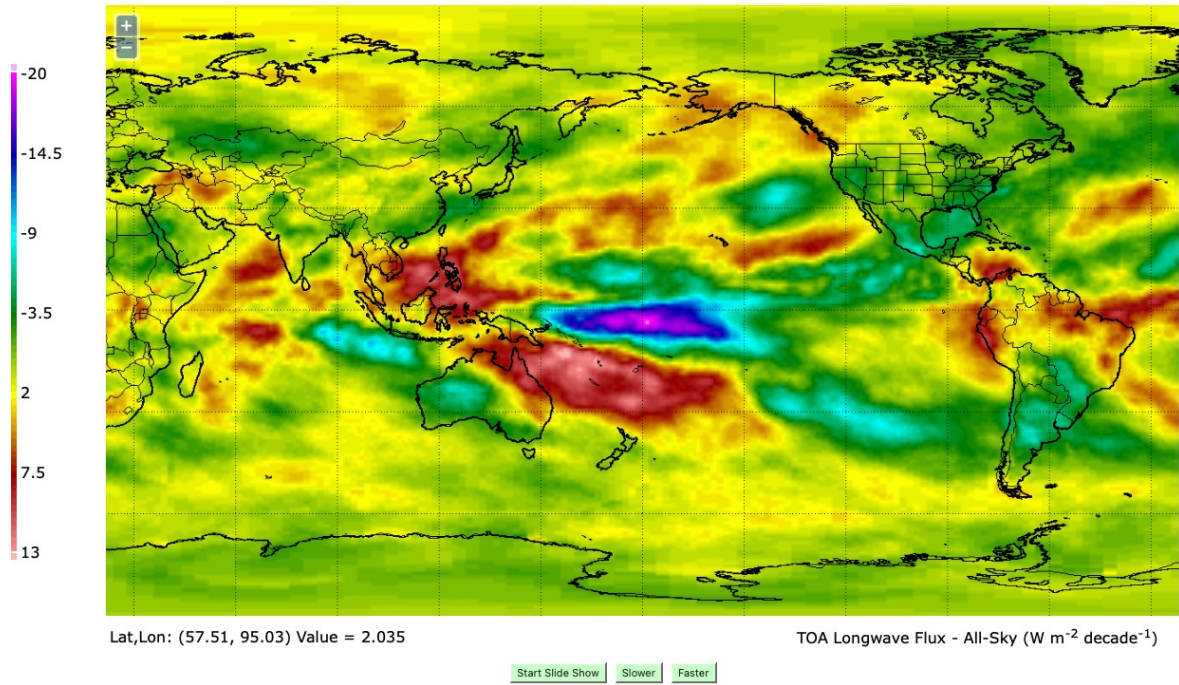 +
−
-20
-14.5
-9
-3.5
2
7.5
13
Lat,Lon: (57.51, 95.03) Value = 2.035
TOA Longwave Flux - All-Sky (W m⁻² decade⁻¹)
Start Slide Show
Slower
Faster